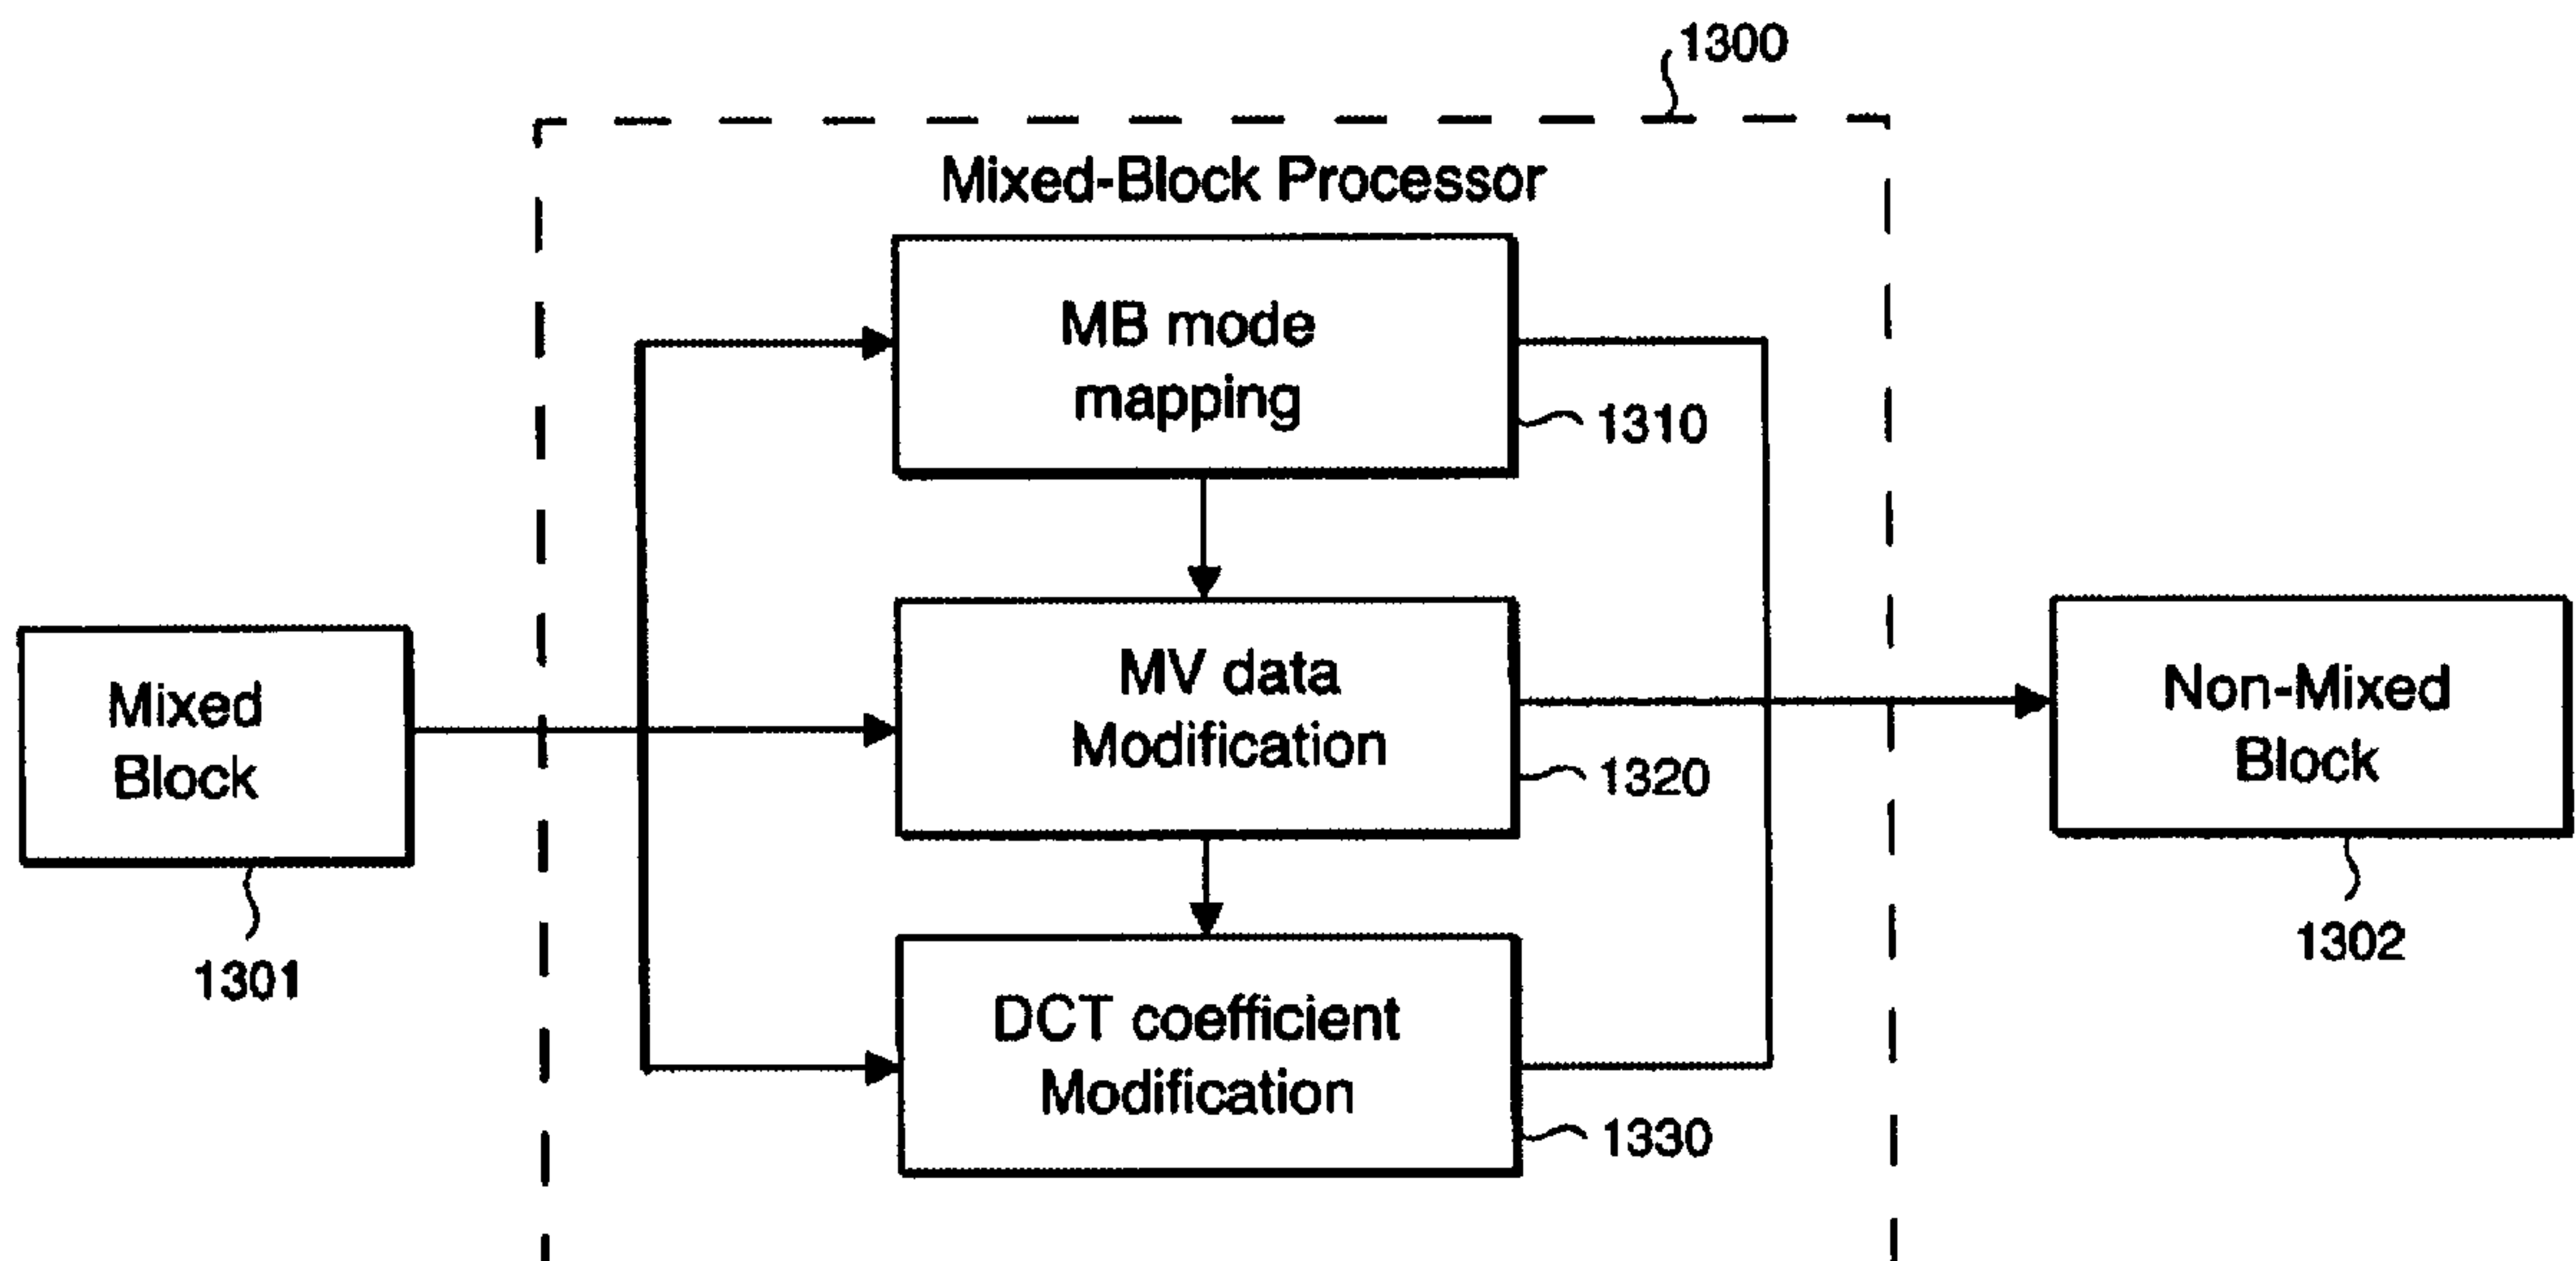 1300
Mixed-Block Processor
MB mode
mapping
1310
MV data
Modification
1320
Mixed
Block
1301
Non-Mixed
Block
1302
DCT coefficient
Modification
1330